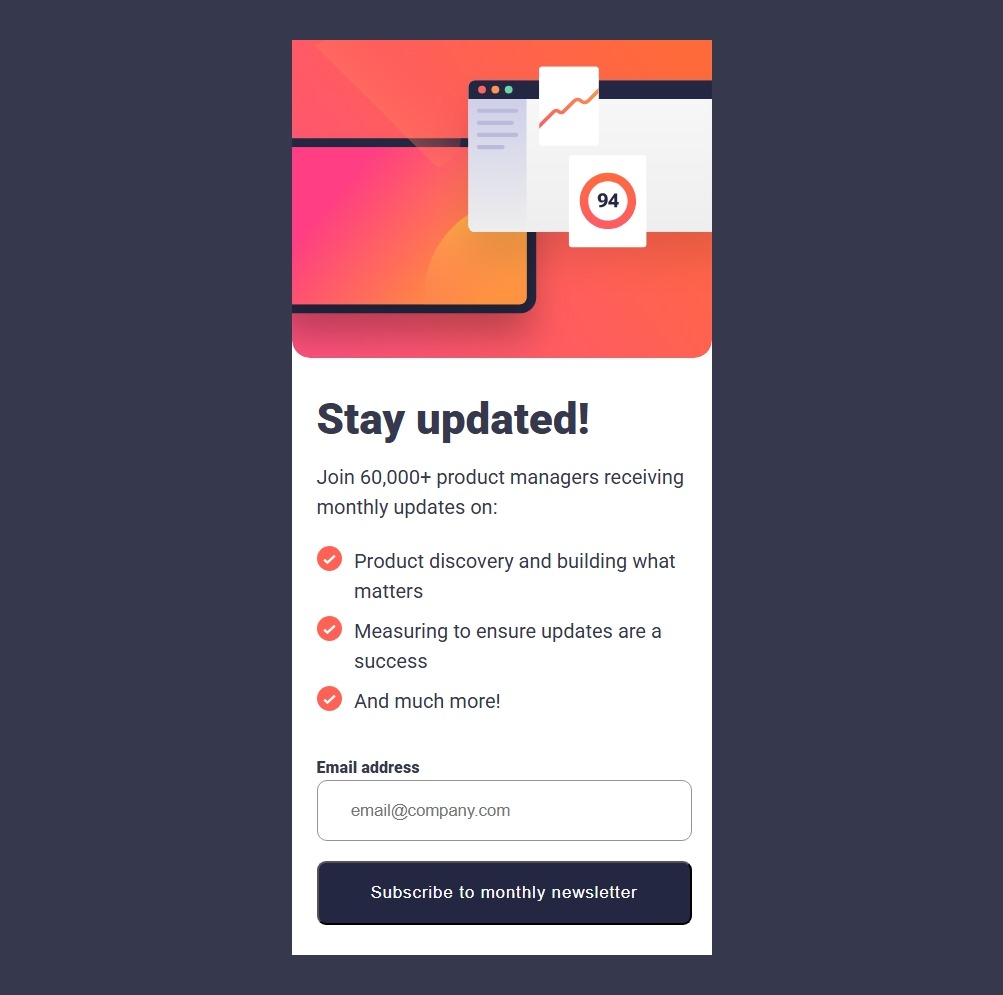 94
Stay updated!
Join 60,000+ product managers receiving
monthly updates on:
Product discovery and building what
matters
Measuring to ensure updates are a
success
And much more!
Email address
email@company.com
Subscribe to monthly newsletter